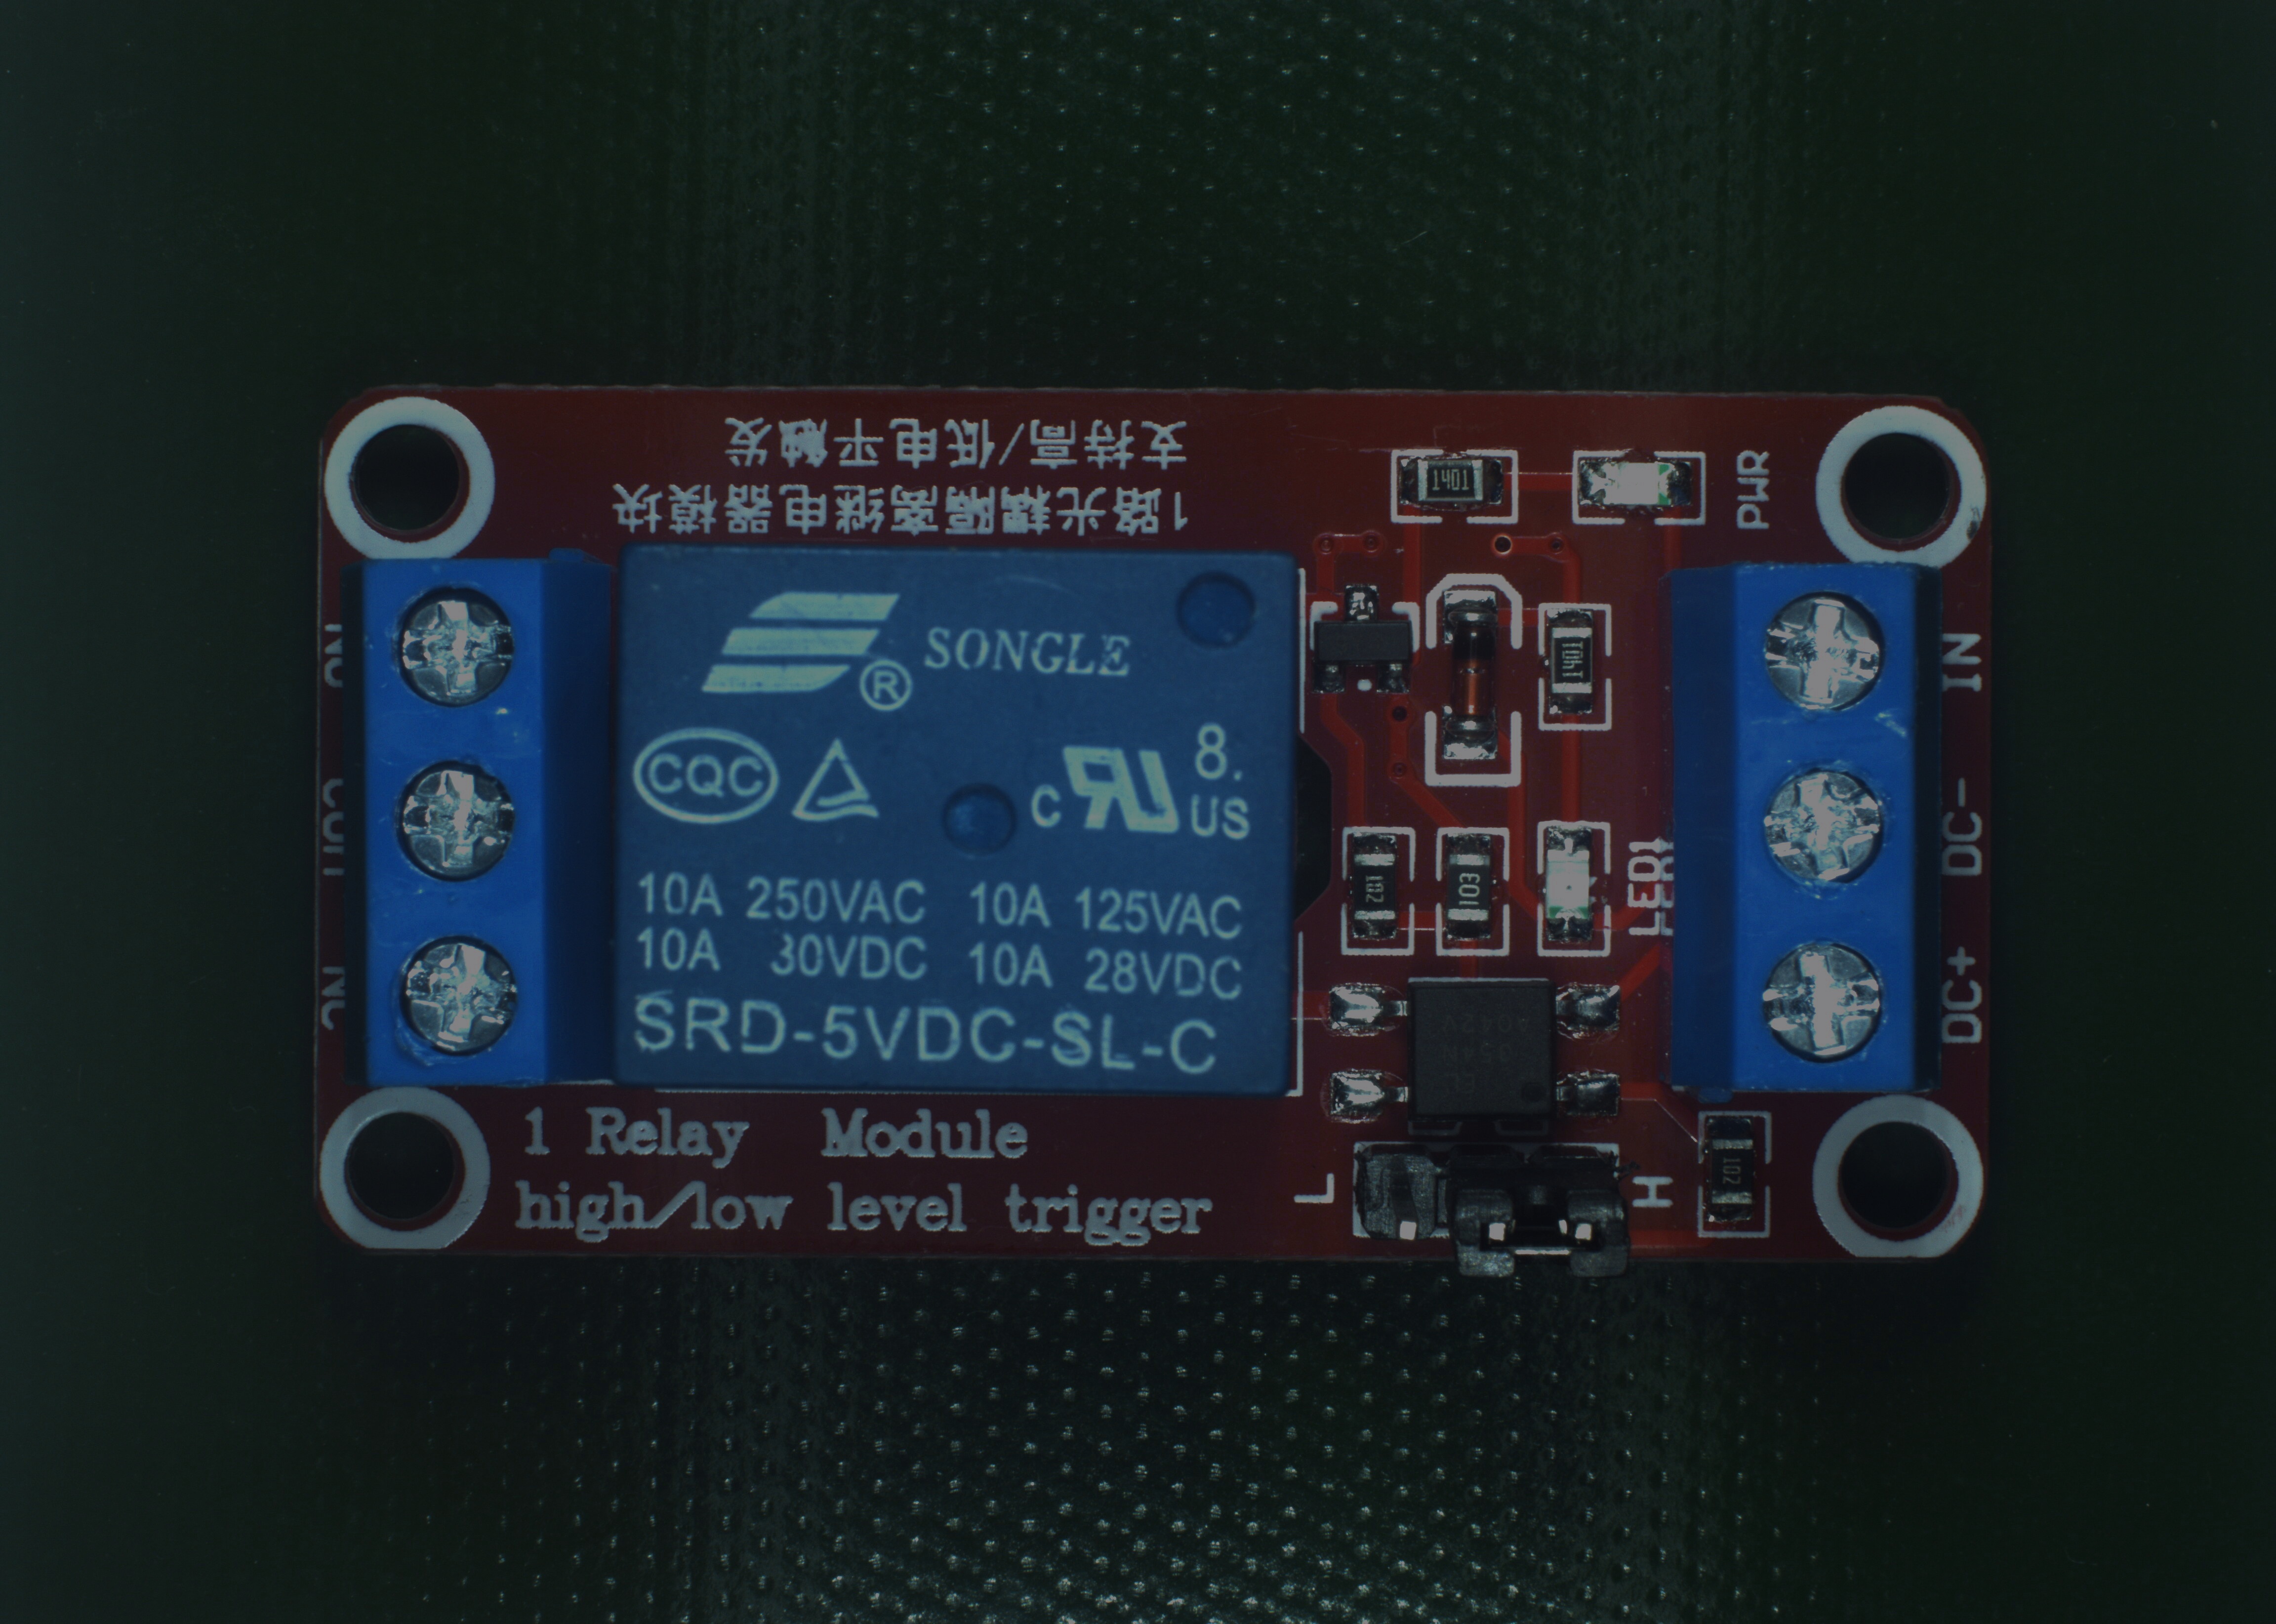 1路光耦隔离继电器模块
支持高/低电平触发
1401
PWR
SONGLE
®
1401
IN
CQC
c
US
8.
DC-
10A 250VAC 10A 125VAC
10A 30VDC 10A 28VDC
SRD-5VDC-SL-C
102
103
LED1
DC+
1 Relay Module
high/low level trigger
L
H
102